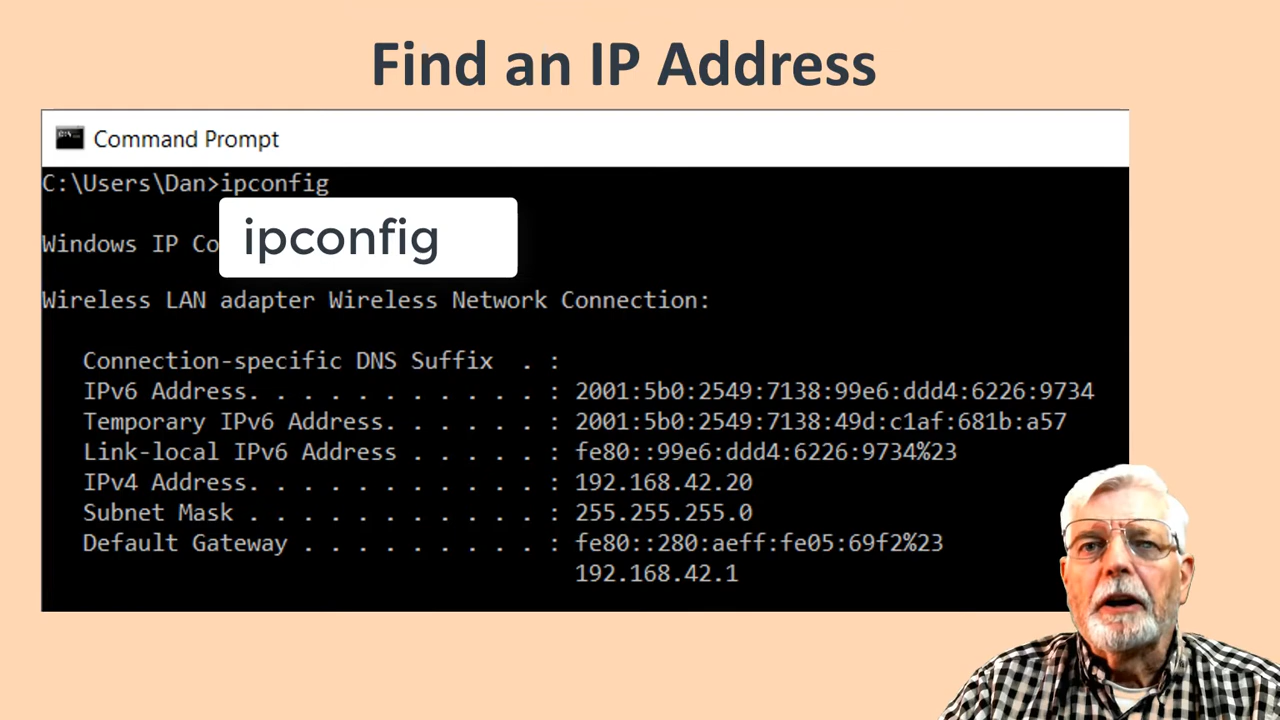 Find an IP Address
Command Prompt
C:\Users\Dan>ipconfig
Windows IP Co
ipconfig
Wireless LAN adapter Wireless Network Connection:
Connection-specific DNS Suffix  . :
IPv6 Address. . . . . . . . . . . : 2001:5b0:2549:7138:99e6:ddd4:6226:9734
Temporary IPv6 Address. . . . . . : 2001:5b0:2549:7138:49d:c1af:681b:a57
Link-local IPv6 Address . . . . . : fe80::99e6:ddd4:6226:9734%23
IPv4 Address. . . . . . . . . . . : 192.168.42.20
Subnet Mask . . . . . . . . . . . : 255.255.255.0
Default Gateway . . . . . . . . . : fe80::280:aeff:fe05:69f2%23
192.168.42.1